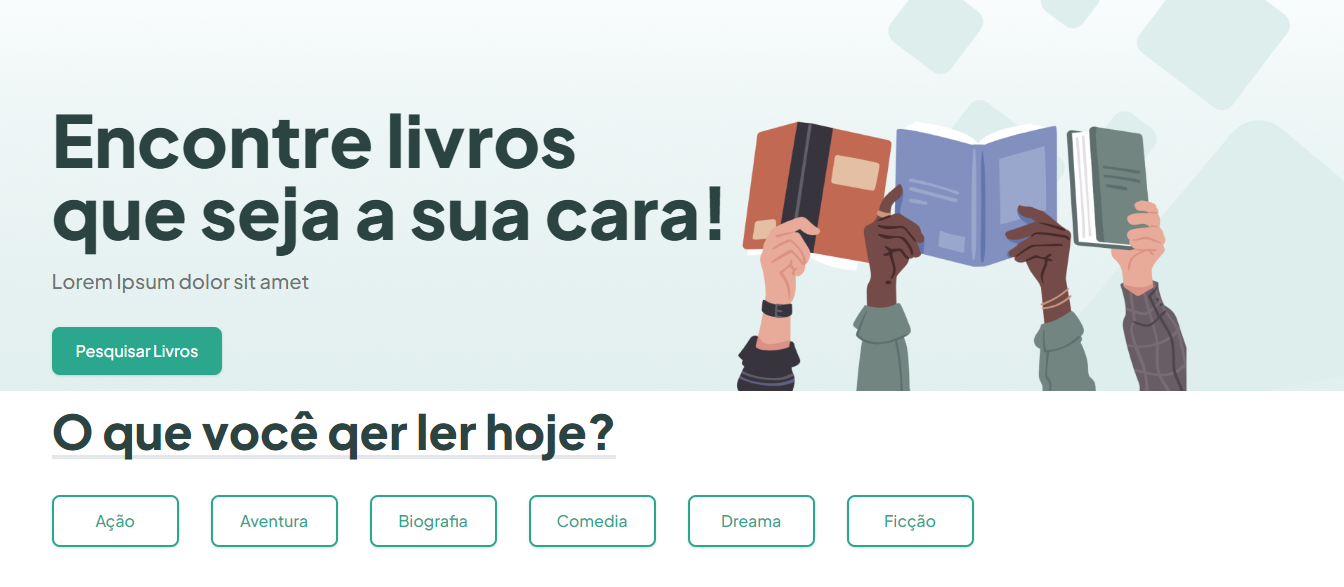 Encontre livros
que seja a sua cara!
Lorem Ipsum dolor sit amet
Pesquisar Livros
O que você qer ler hoje?
Ação
Aventura
Biografia
Comedia
Dreama
Ficção